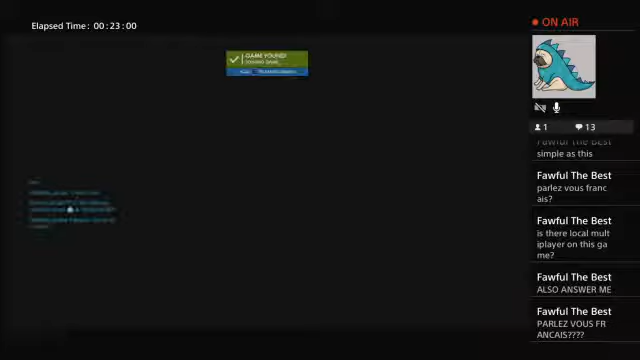 Elapsed Time: 00:23:00
GAME FOUND!
JOINING GAME
ON AIR
1
13
Fawful The Best
simple as this
Fawful The Best
parlez vous franc
ais?
Fawful The Best
is there local mult
iplayer on this ga
me?
Fawful The Best
ALSO ANSWER ME
Fawful The Best
PARLEZ VOUS FR
ANCAIS????